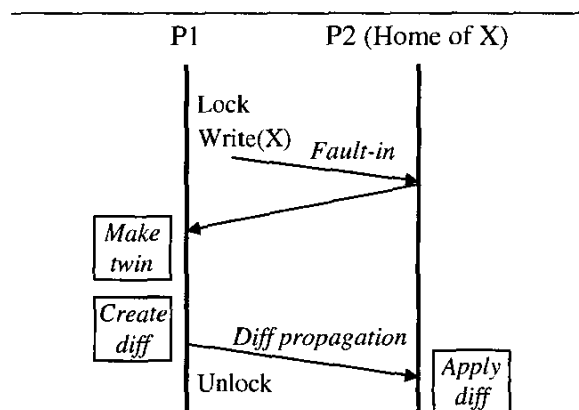 P1
P2 (Home of X)
Lock
Write(X)
Fault-in
Make
twin
Create
diff
Diff propagation
Unlock
Apply
diff